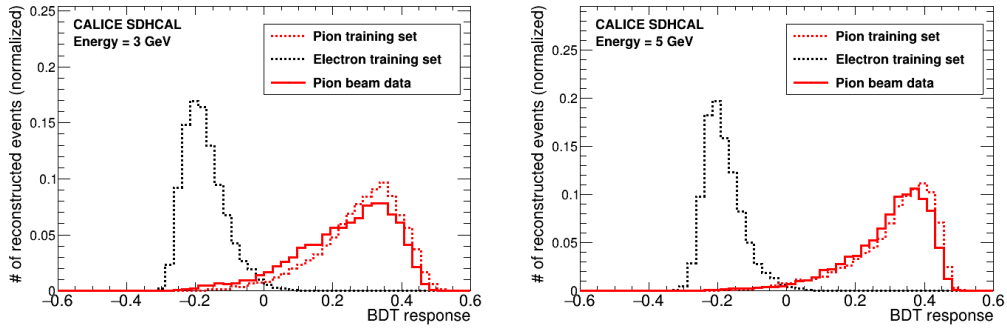 CALICE SDHCAL
Energy = 3 GeV
Pion training set
Electron training set
Pion beam data
# of reconstructed events (normalized)
0.25
0.2
0.15
0.1
0.05
0
−0.6 −0.4 −0.2 0 0.2 0.4 0.6
BDT response
CALICE SDHCAL
Energy = 5 GeV
Pion training set
Electron training set
Pion beam data
# of reconstructed events (normalized)
0.25
0.2
0.15
0.1
0.05
0
−0.6 −0.4 −0.2 0 0.2 0.4 0.6
BDT response